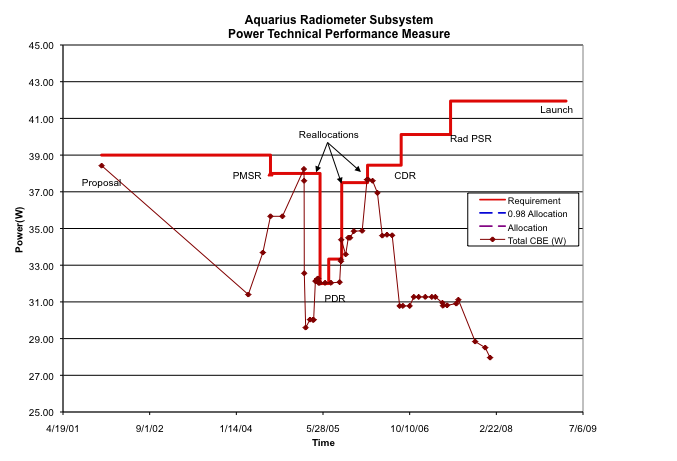 Aquarius Radiometer Subsystem
Power Technical Performance Measure
45.00
43.00
41.00
39.00
37.00
35.00
33.00
31.00
29.00
27.00
25.00
Power(W)
Launch
Rad PSR
Reallocations
CDR
PMSR
Proposal
PDR
Requirement
0.98 Allocation
Allocation
Total CBE (W)
4/19/01
9/1/02
1/14/04
5/28/05
10/10/06
2/22/08
7/6/09
Time